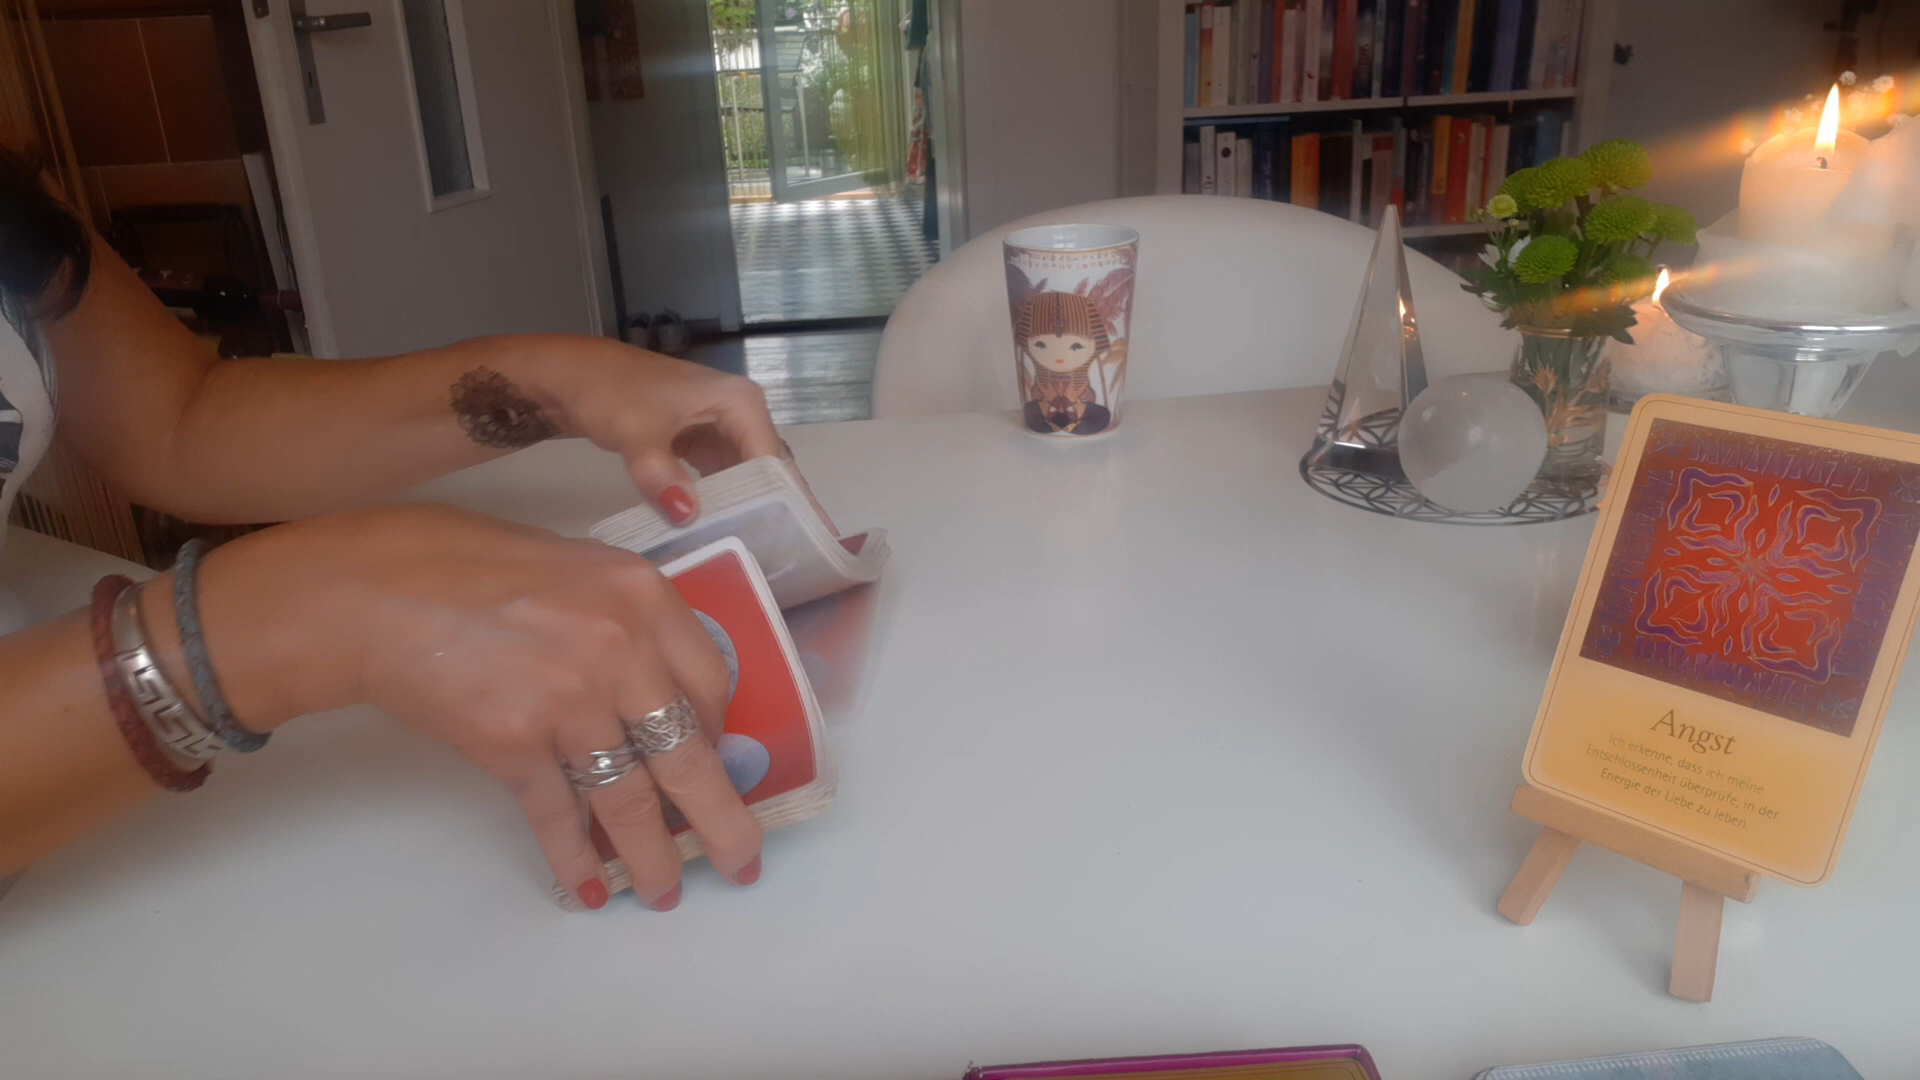 Angst
Ich erkenne, dass ich meine
Entschlossenheit überprüfe, in der
Energie der Liebe zu leben.